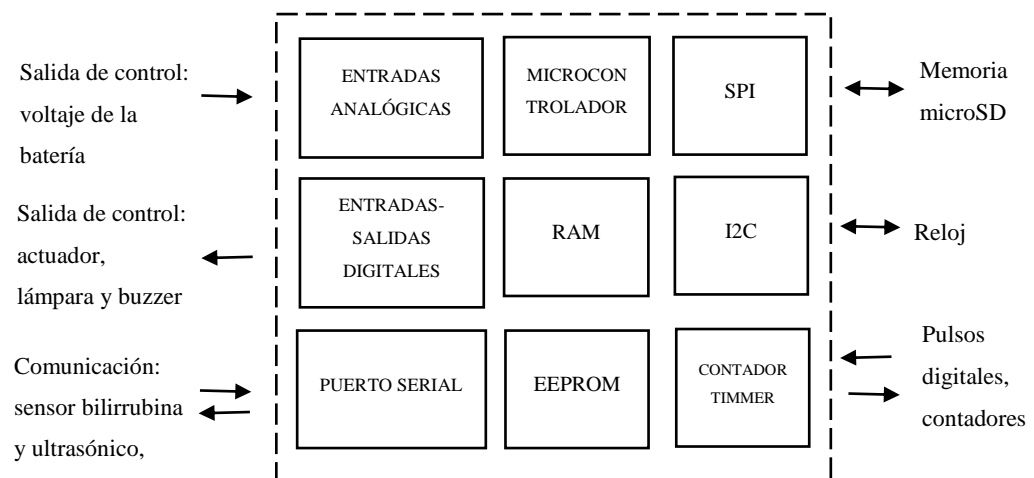 Salida de control:
voltaje de la
batería
ENTRADAS
ANALÓGICAS
MICROCON
TROLADOR
SPI
Memoria
microSD
Salida de control:
actuador,
lámpara y buzzer
ENTRADAS-
SALIDAS
DIGITALES
RAM
I2C
Reloj
Comunicación:
sensor bilirrubina
y ultrasónico,
PUERTO SERIAL
EEPROM
CONTADOR
TIMMER
Pulsos
digitales,
contadores